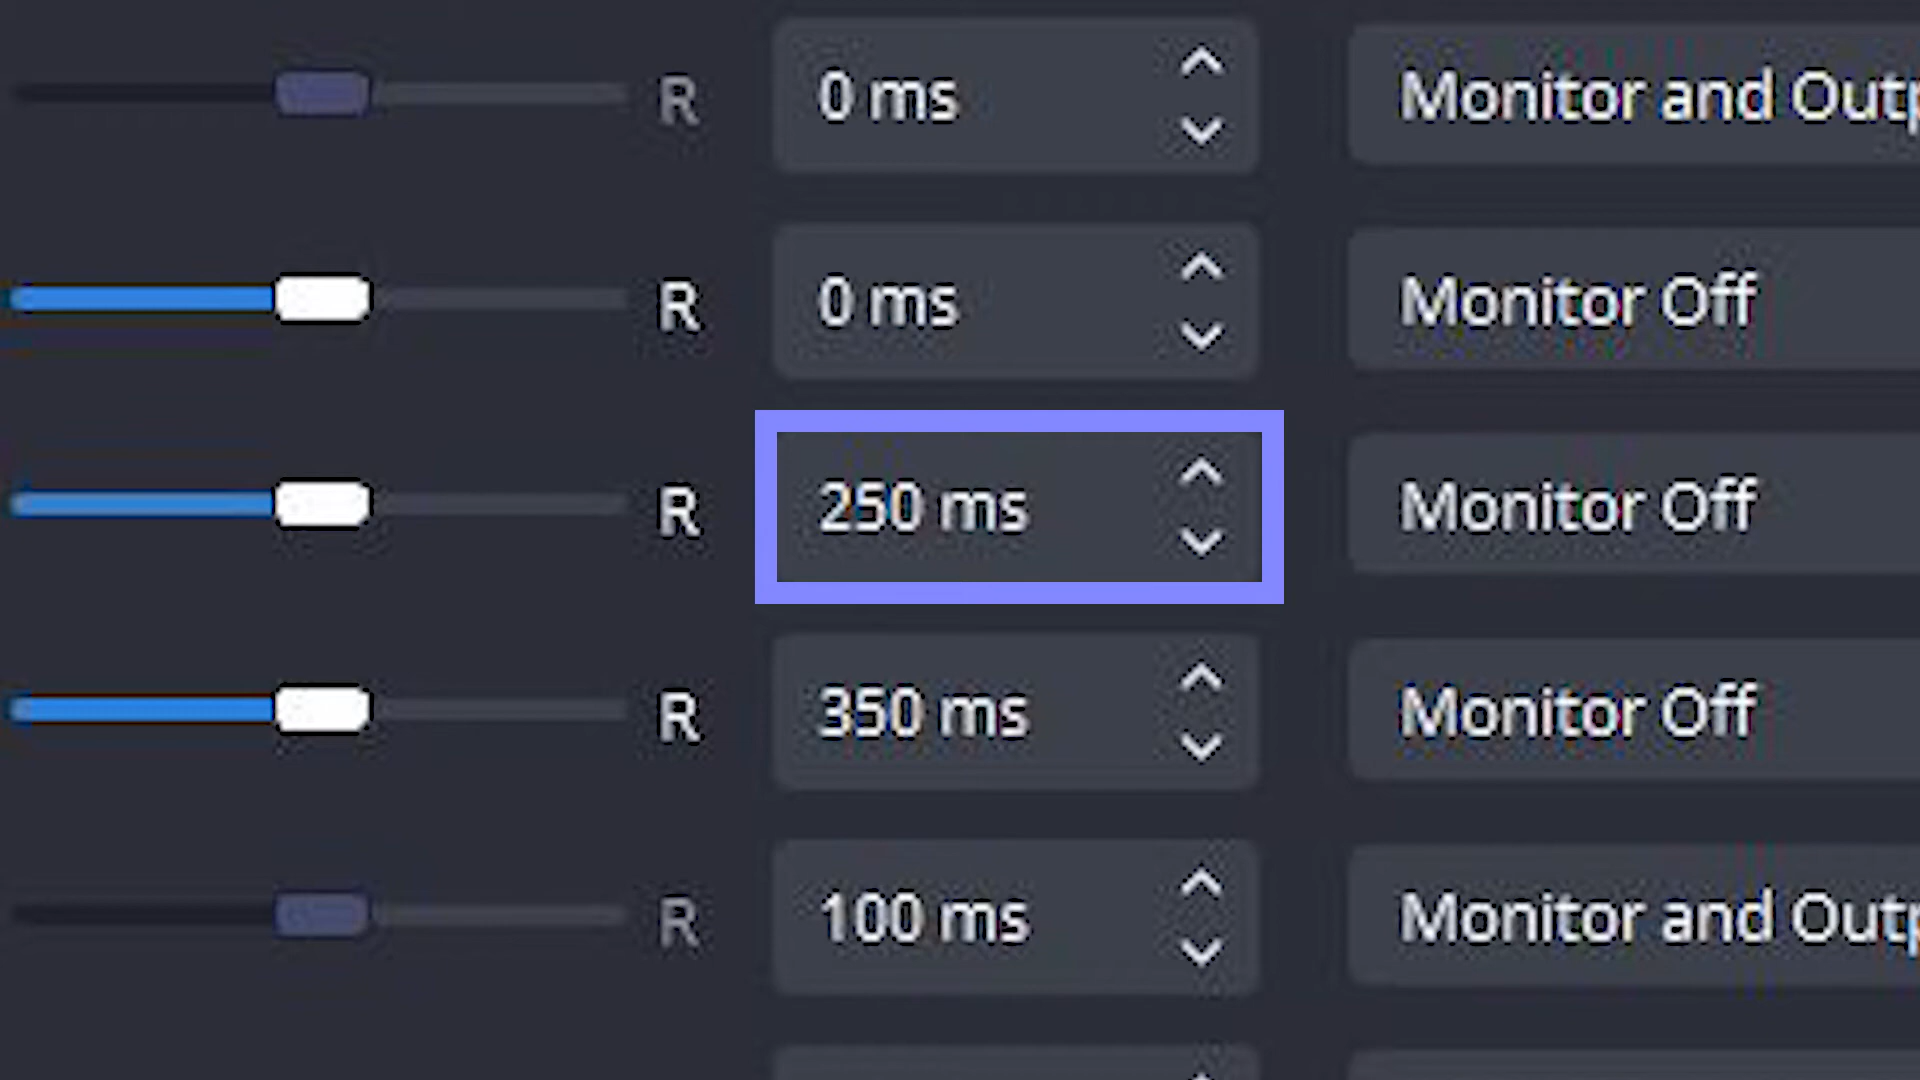 R 0 ms Monitor and Outp
R 0 ms Monitor Off
R 250 ms Monitor Off
R 350 ms Monitor Off
R 100 ms Monitor and Outp